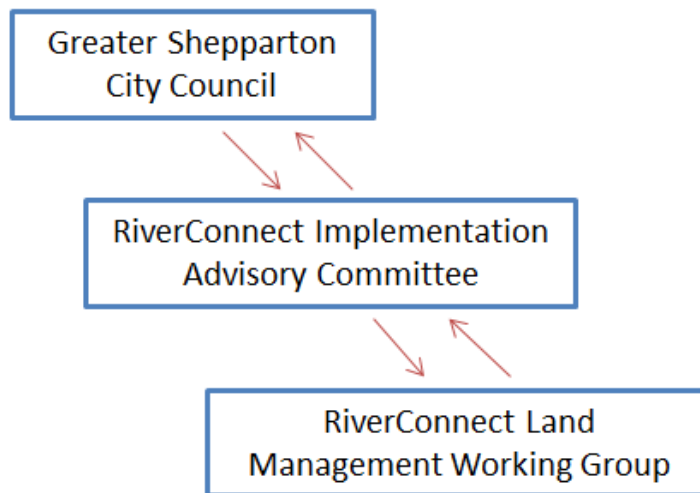 Greater Shepparton
City Council
RiverConnect Implementation
Advisory Committee
RiverConnect Land
Management Working Group